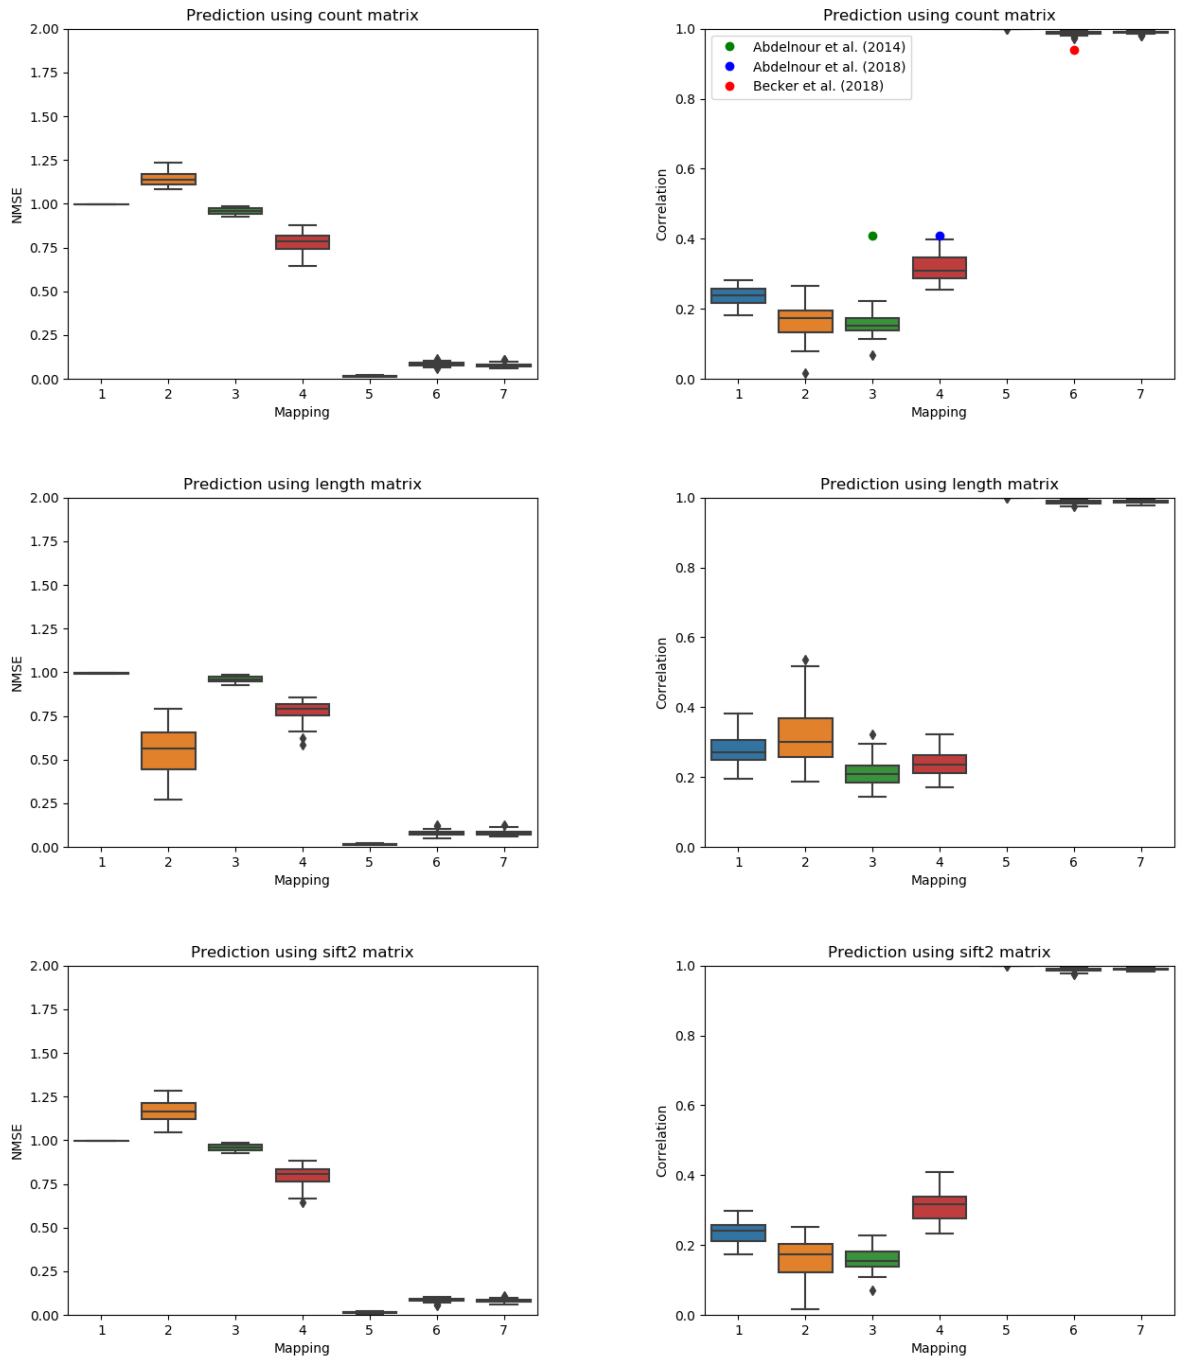 Prediction using count matrix
2.00
1.75
1.50
1.25
1.00
0.75
0.50
0.25
0.00
NMSE
1 2 3 4 5 6 7
Mapping
Prediction using count matrix
1.0
0.8
0.6
0.4
0.2
0.0
Correlation
Abdelnour et al. (2014)
Abdelnour et al. (2018)
Becker et al. (2018)
1 2 3 4 5 6 7
Mapping
Prediction using length matrix
2.00
1.75
1.50
1.25
1.00
0.75
0.50
0.25
0.00
NMSE
1 2 3 4 5 6 7
Mapping
Prediction using length matrix
1.0
0.8
0.6
0.4
0.2
0.0
Correlation
1 2 3 4 5 6 7
Mapping
Prediction using sift2 matrix
2.00
1.75
1.50
1.25
1.00
0.75
0.50
0.25
0.00
NMSE
1 2 3 4 5 6 7
Mapping
Prediction using sift2 matrix
1.0
0.8
0.6
0.4
0.2
0.0
Correlation
1 2 3 4 5 6 7
Mapping